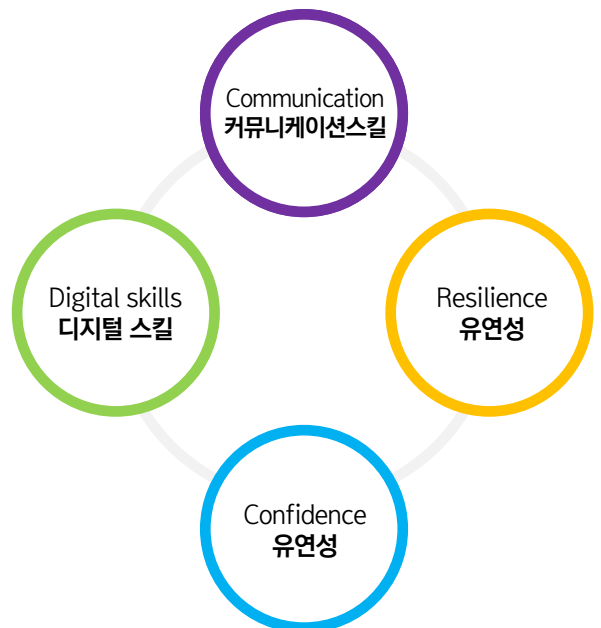 Communication
커뮤니케이션스킬
Digital skills
디지털 스킬
Resilience
유연성
Confidence
유연성